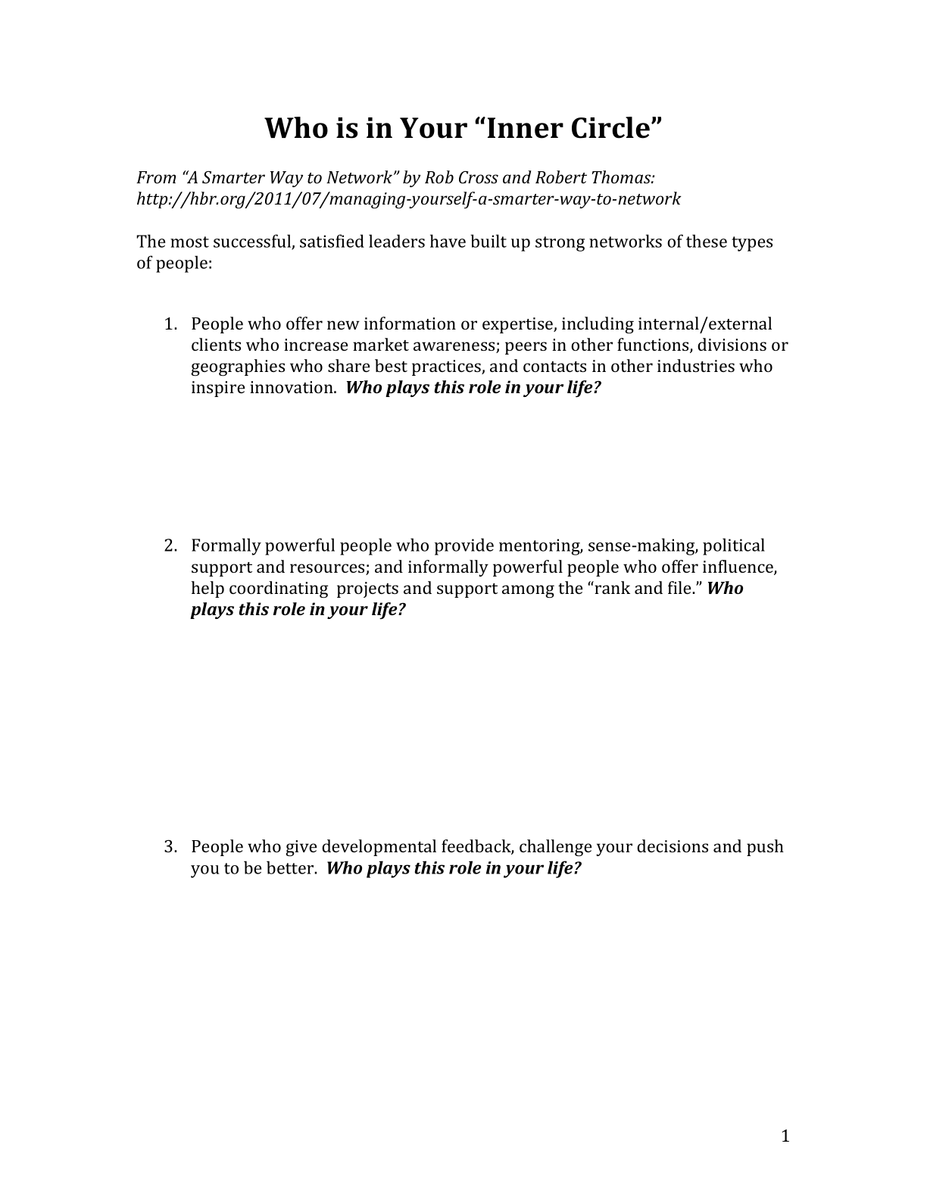 Who is in Your “Inner Circle”
From “A Smarter Way to Network” by Rob Cross and Robert Thomas:
http://hbr.org/2011/07/managing-yourself-a-smarter-way-to-network
The most successful, satisfied leaders have built up strong networks of these types
of people:
1. People who offer new information or expertise, including internal/external
clients who increase market awareness; peers in other functions, divisions or
geographies who share best practices, and contacts in other industries who
inspire innovation.  Who plays this role in your life?
2. Formally powerful people who provide mentoring, sense-making, political
support and resources; and informally powerful people who offer influence,
help coordinating  projects and support among the “rank and file.” Who
plays this role in your life?
3. People who give developmental feedback, challenge your decisions and push
you to be better.  Who plays this role in your life?
1